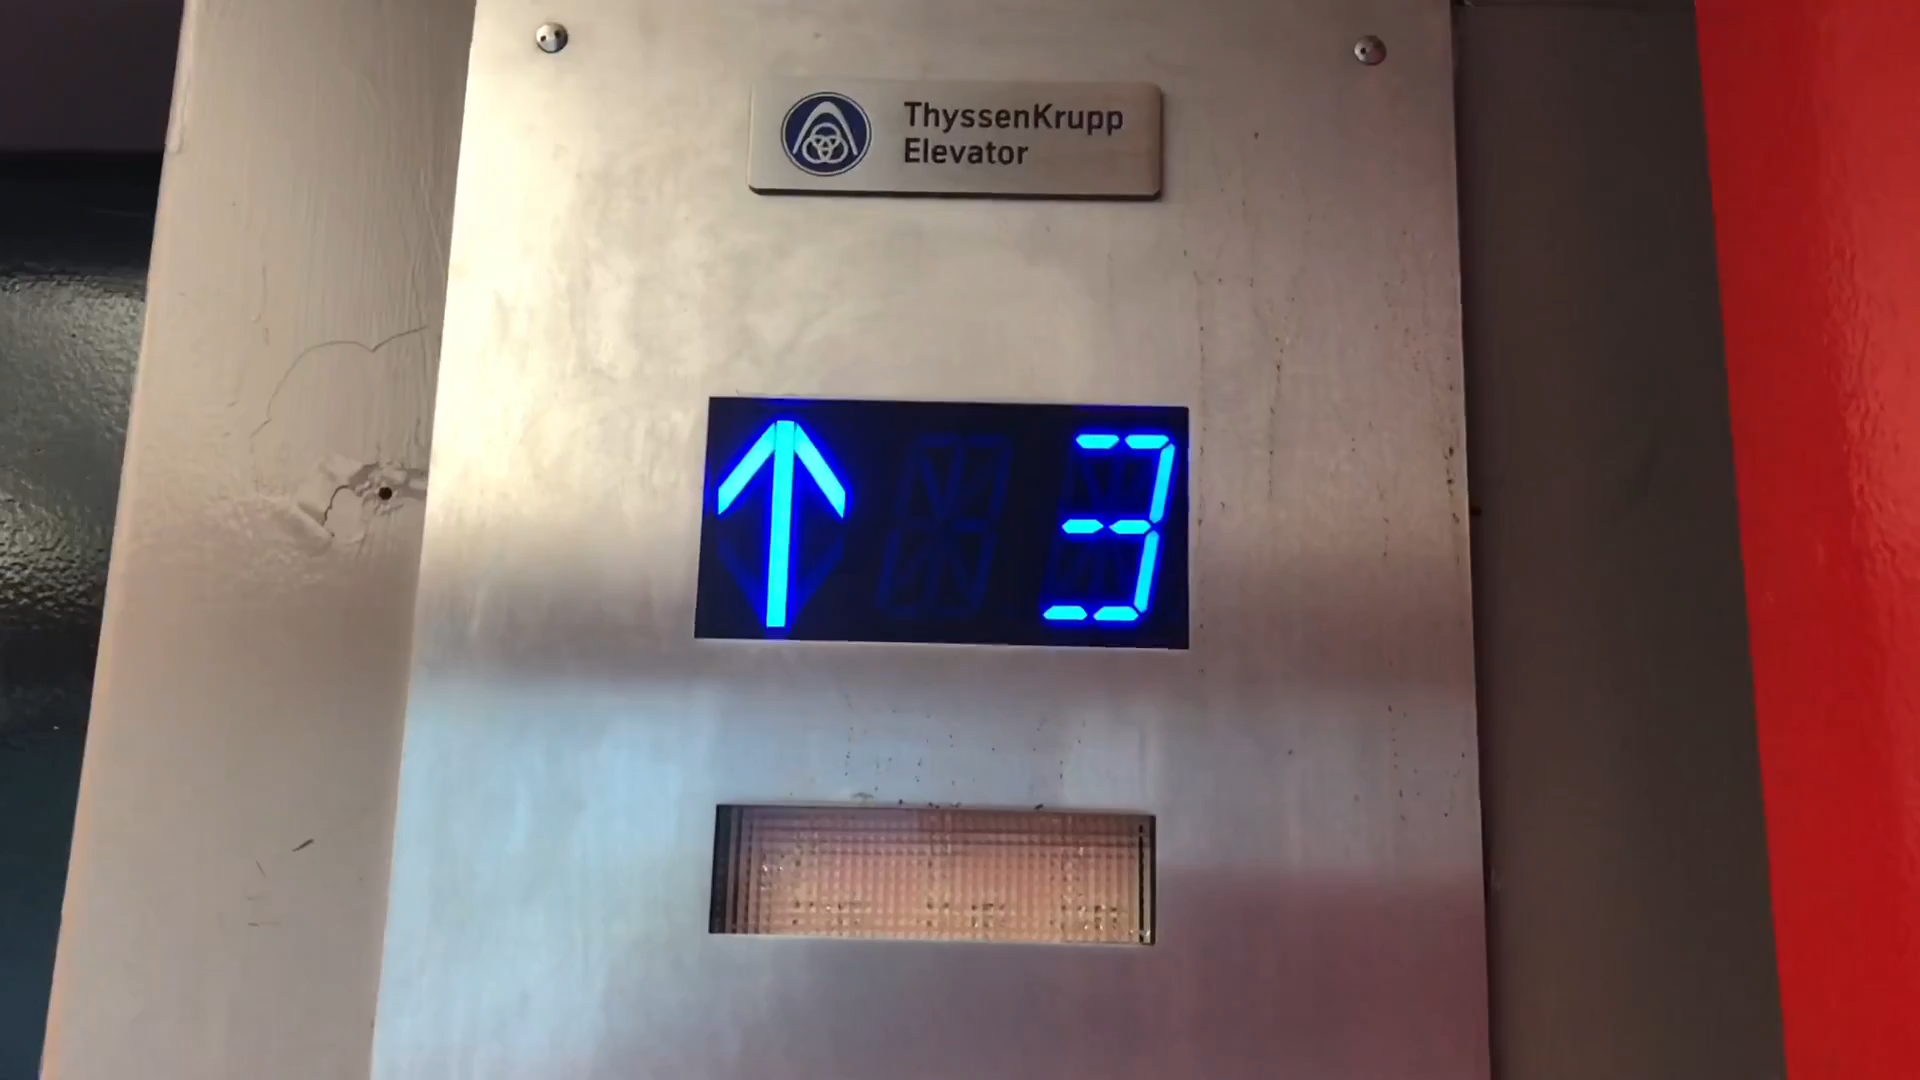 ThyssenKrupp
Elevator
↑ 3